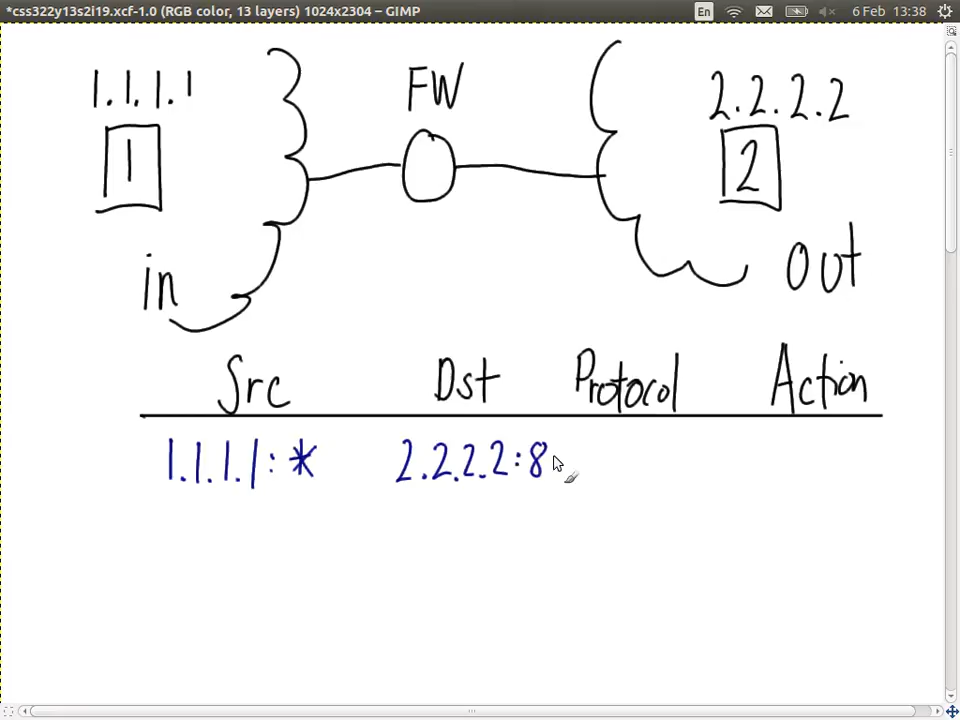 *css322y13s2i19.xcf-1.0 (RGB color, 13 layers) 1024x2304 – GIMP En 6 Feb 13:38
1.1.1.1 FW 2.2.2.2
1 2
in out
Src Dst Protocol Action
1.1.1.1:* 2.2.2.2:8